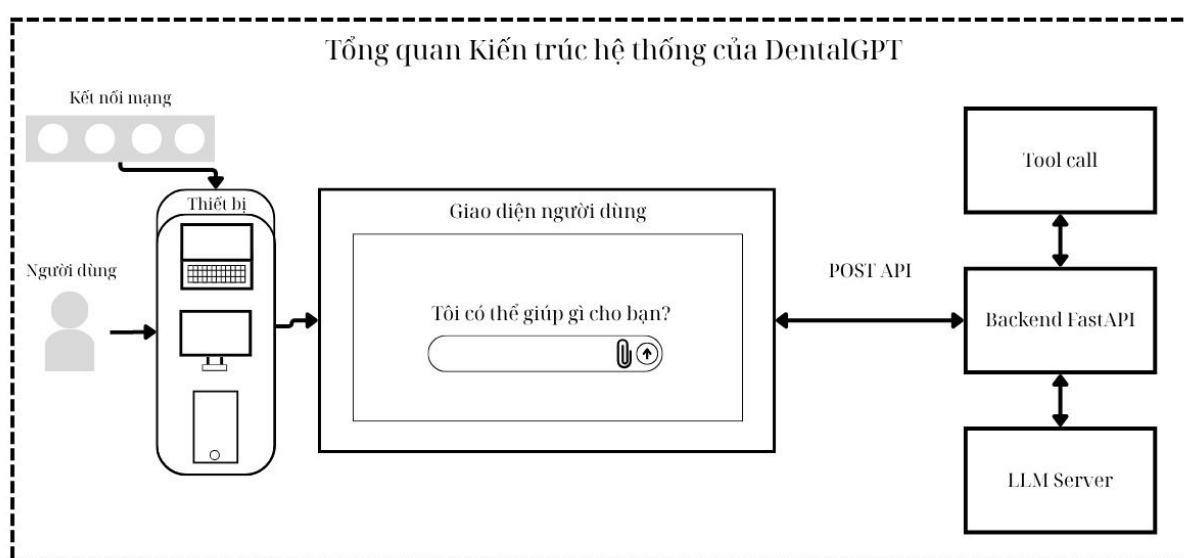 Tổng quan Kiến trúc hệ thống của DentalGPT
Kết nối mạng
Thiết bị
Người dùng
Giao diện người dùng
Tôi có thể giúp gì cho bạn?
POST API
Tool call
Backend FastAPI
LLM Server